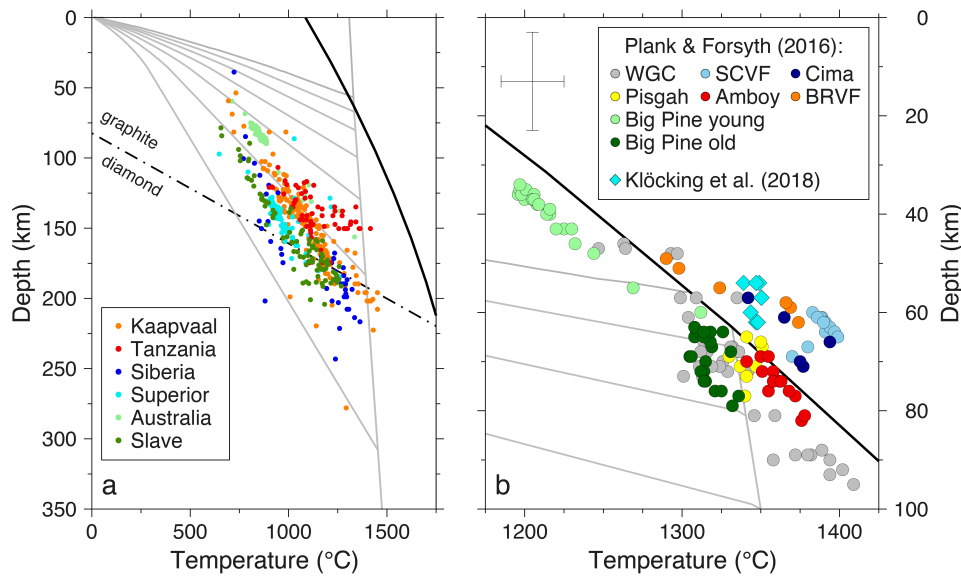 0
50
100
150
200
250
300
350
Depth (km)
0
500
1000
1500
Temperature (°C)
graphite
diamond
Kaapvaal
Tanzania
Siberia
Superior
Australia
Slave
a
Plank & Forsyth (2016):
WGC SCVF Cima
Pisgah Amboy BRVF
Big Pine young
Big Pine old
Klöcking et al. (2018)
b
1200
1300
1400
Temperature (°C)
0
20
40
60
80
100
Depth (km)